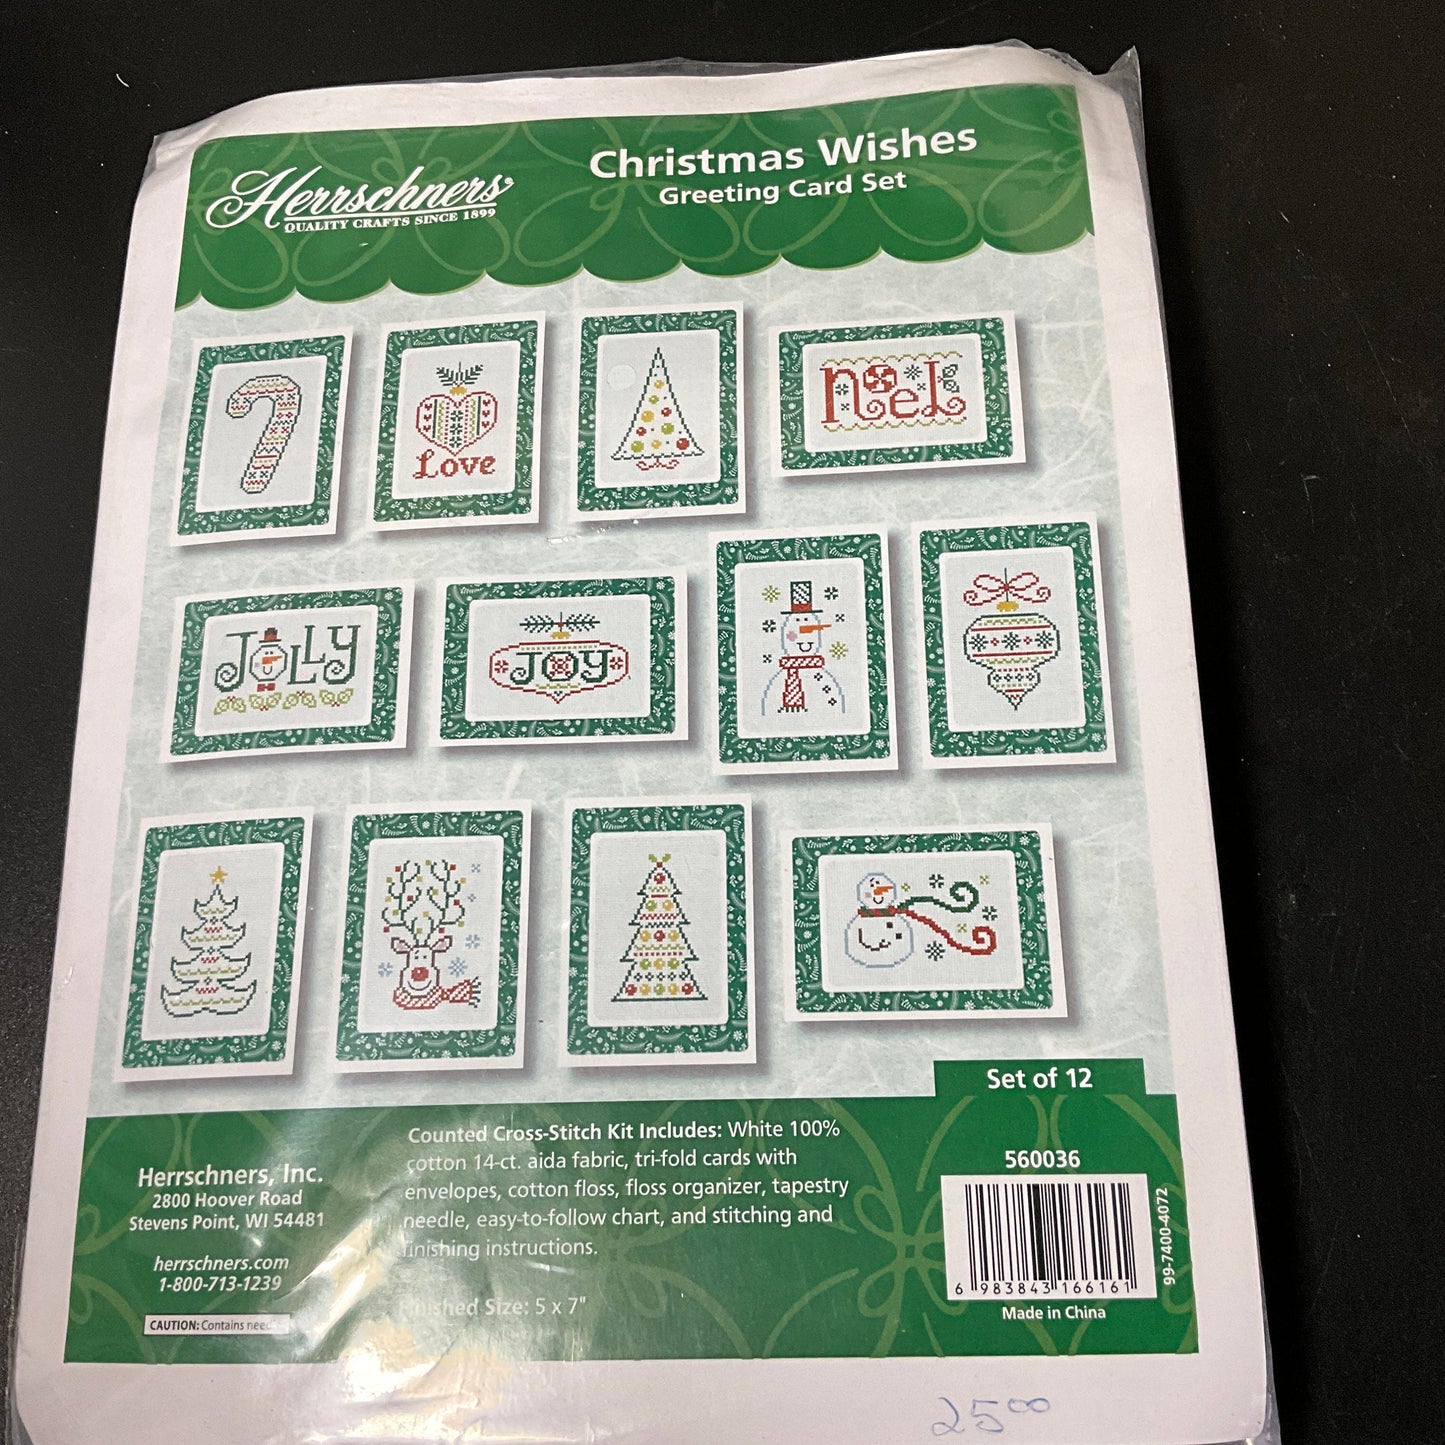 Herrschners
QUALITY CRAFTS SINCE 1899
Christmas Wishes
Greeting Card Set
Love
Noel
JOLLY
JOY
Set of 12
Herrschners, Inc.
2800 Hoover Road
Stevens Point, WI 54481
herrschners.com
1-800-713-1239
CAUTION: Contains
Counted Cross-Stitch Kit Includes: White 100%
cotton 14-ct. aida fabric, tri-fold cards with
envelopes, cotton floss, floss organizer, tapestry
needle, easy-to-follow chart, and stitching and
finishing instructions.
Finished Size: 5 x 7"
560036
6 983843 166161
Made in China
99-7400-4072
25 00